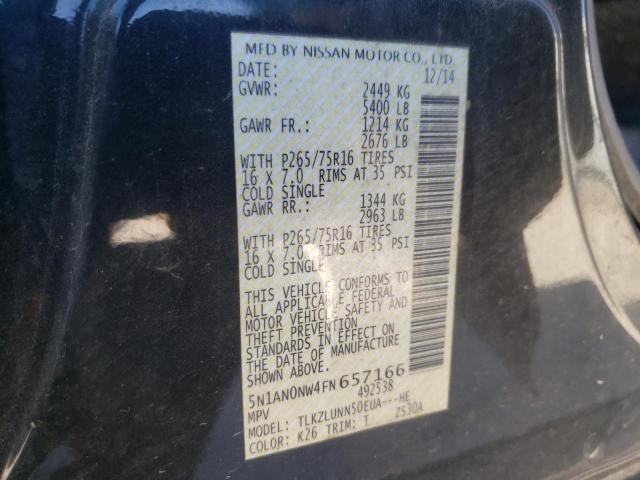 MFD BY NISSAN MOTOR CO., LTD.
DATE: 12/14
GVWR: 2449 KG
5400 LB
GAWR FR.: 1214 KG
2676 LB
WITH P265/75R16 TIRES
16 X 7.0 RIMS AT 35 PSI
COLD SINGLE
GAWR RR.: 1344 KG
2963 LB
WITH P265/75R16 TIRES
16 X 7.0 RIMS AT 35 PSI
COLD SINGLE
THIS VEHICLE CONFORMS TO
ALL APPLICABLE FEDERAL
MOTOR VEHICLE SAFETY AND
THEFT PREVENTION
STANDARDS IN EFFECT ON
THE DATE OF MANUFACTURE
SHOWN ABOVE.
5N1AN0NW4FN657166
MPV 492538
MODEL: TLKZLUNN50EUA---HE
COLOR: K26 TRIM: T ZS30A